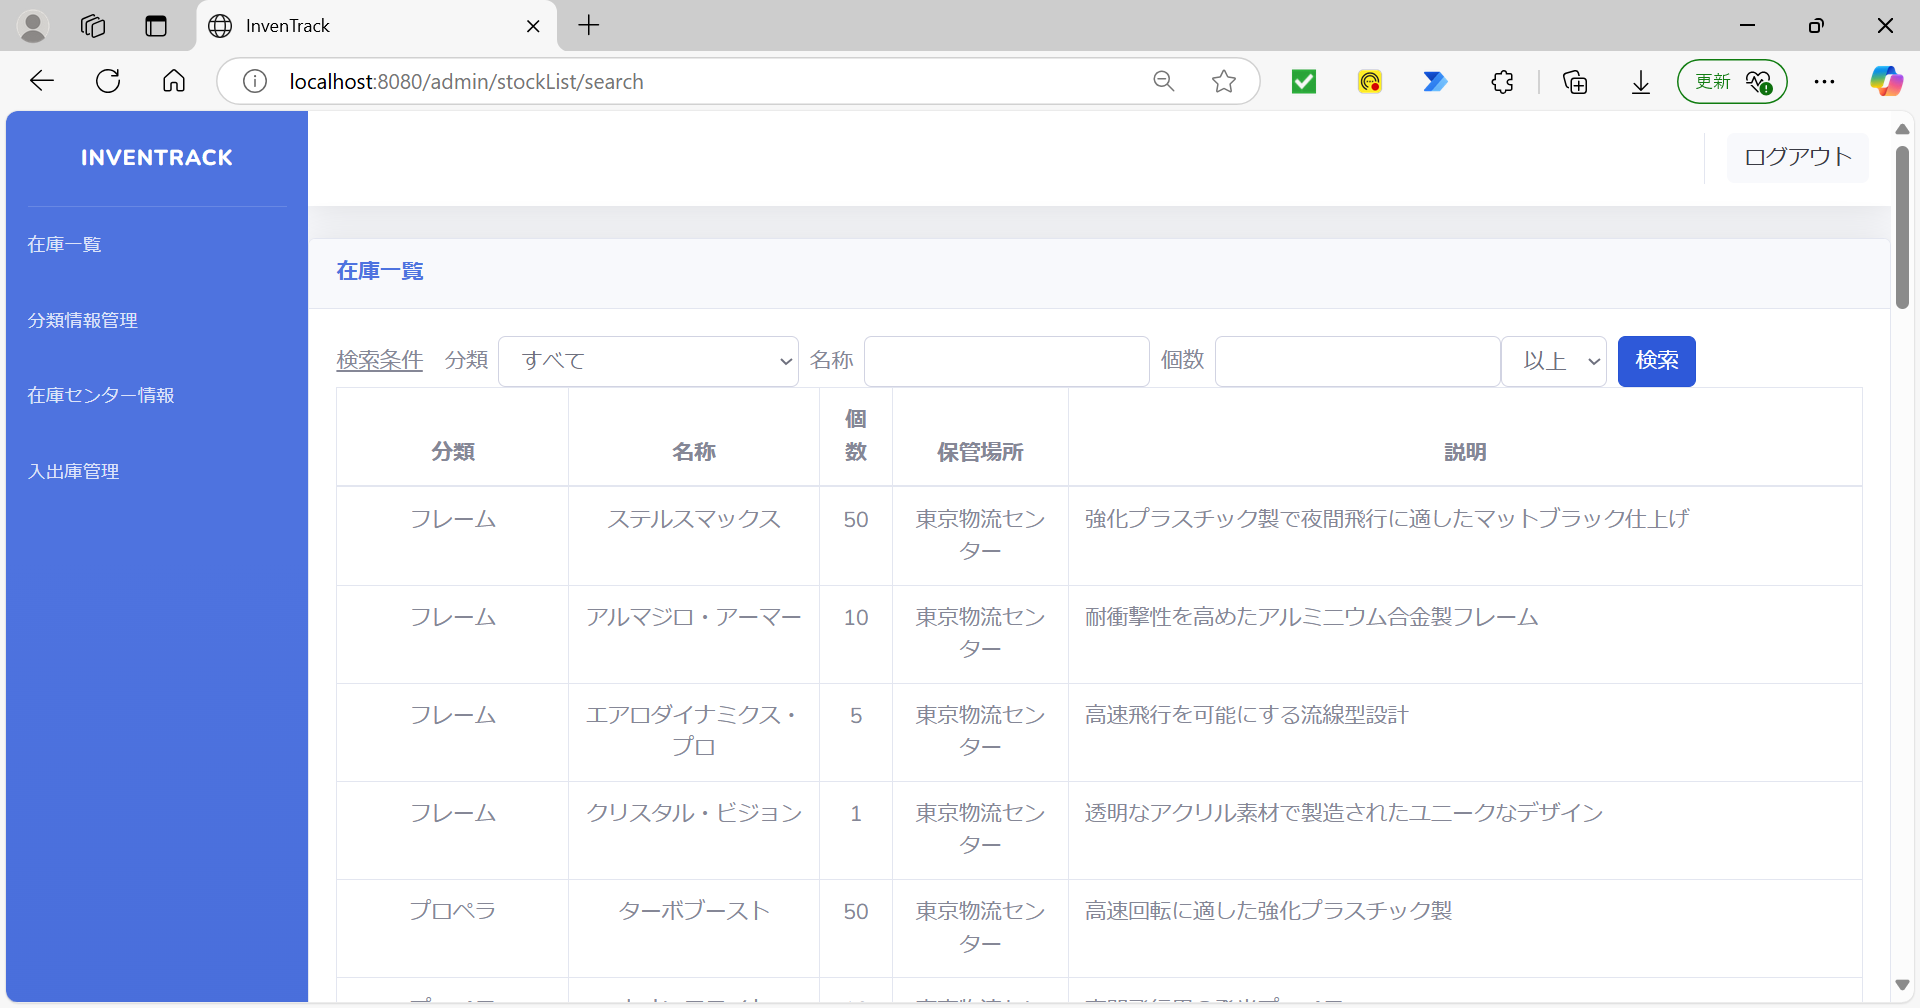 InvenTrack
localhost:8080/admin/stockList/search
更新
INVENTRACK
ログアウト
在庫一覧
分類情報管理
在庫センター情報
入出庫管理
在庫一覧
検索条件 分類 すべて 名称 個数 以上 検索
分類 名称 個数 保管場所 説明
フレーム ステルスマックス 50 東京物流センター 強化プラスチック製で夜間飛行に適したマットブラック仕上げ
フレーム アルマジロ・アーマー 10 東京物流センター 耐衝撃性を高めたアルミニウム合金製フレーム
フレーム エアロダイナミクス・プロ 5 東京物流センター 高速飛行を可能にする流線型設計
フレーム クリスタル・ビジョン 1 東京物流センター 透明なアクリル素材で製造されたユニークなデザイン
プロペラ ターボブースト 50 東京物流センター 高速回転に適した強化プラスチック製